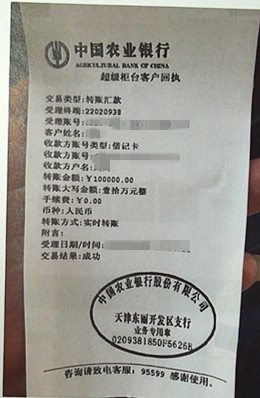 中国农业银行
AGRICULTURAL BANK OF CHINA
超级柜台客户回执
交易类型:转账汇款
受理终端:22020938
受理账号:
客户姓名:
收款方账号类型:借记卡
收款方账号:
收款方户名:
转账金额:￥100000.00
转账大写金额:壹拾万元整
手续费:￥0.00
币种:人民币
转账方式:实时转账
附言:
受理日期/时间:
交易结果:成功
中国农业银行股份有限公司
天津东丽开发区支行
业务专用章
0209381850F5626B
咨询请致电客服:95599 感谢使用。